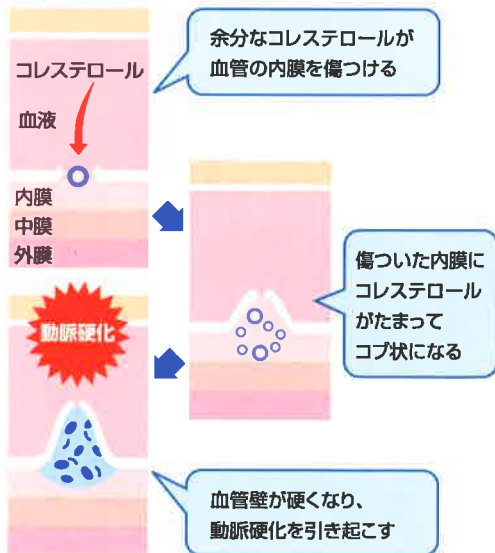 余分なコレステロールが
血管の内膜を傷つける
コレステロール
血液
内膜
中膜
外膜
傷ついた内膜に
コレステロール
がたまって
コブ状になる
動脈硬化
血管壁が硬くなり、
動脈硬化を引き起こす